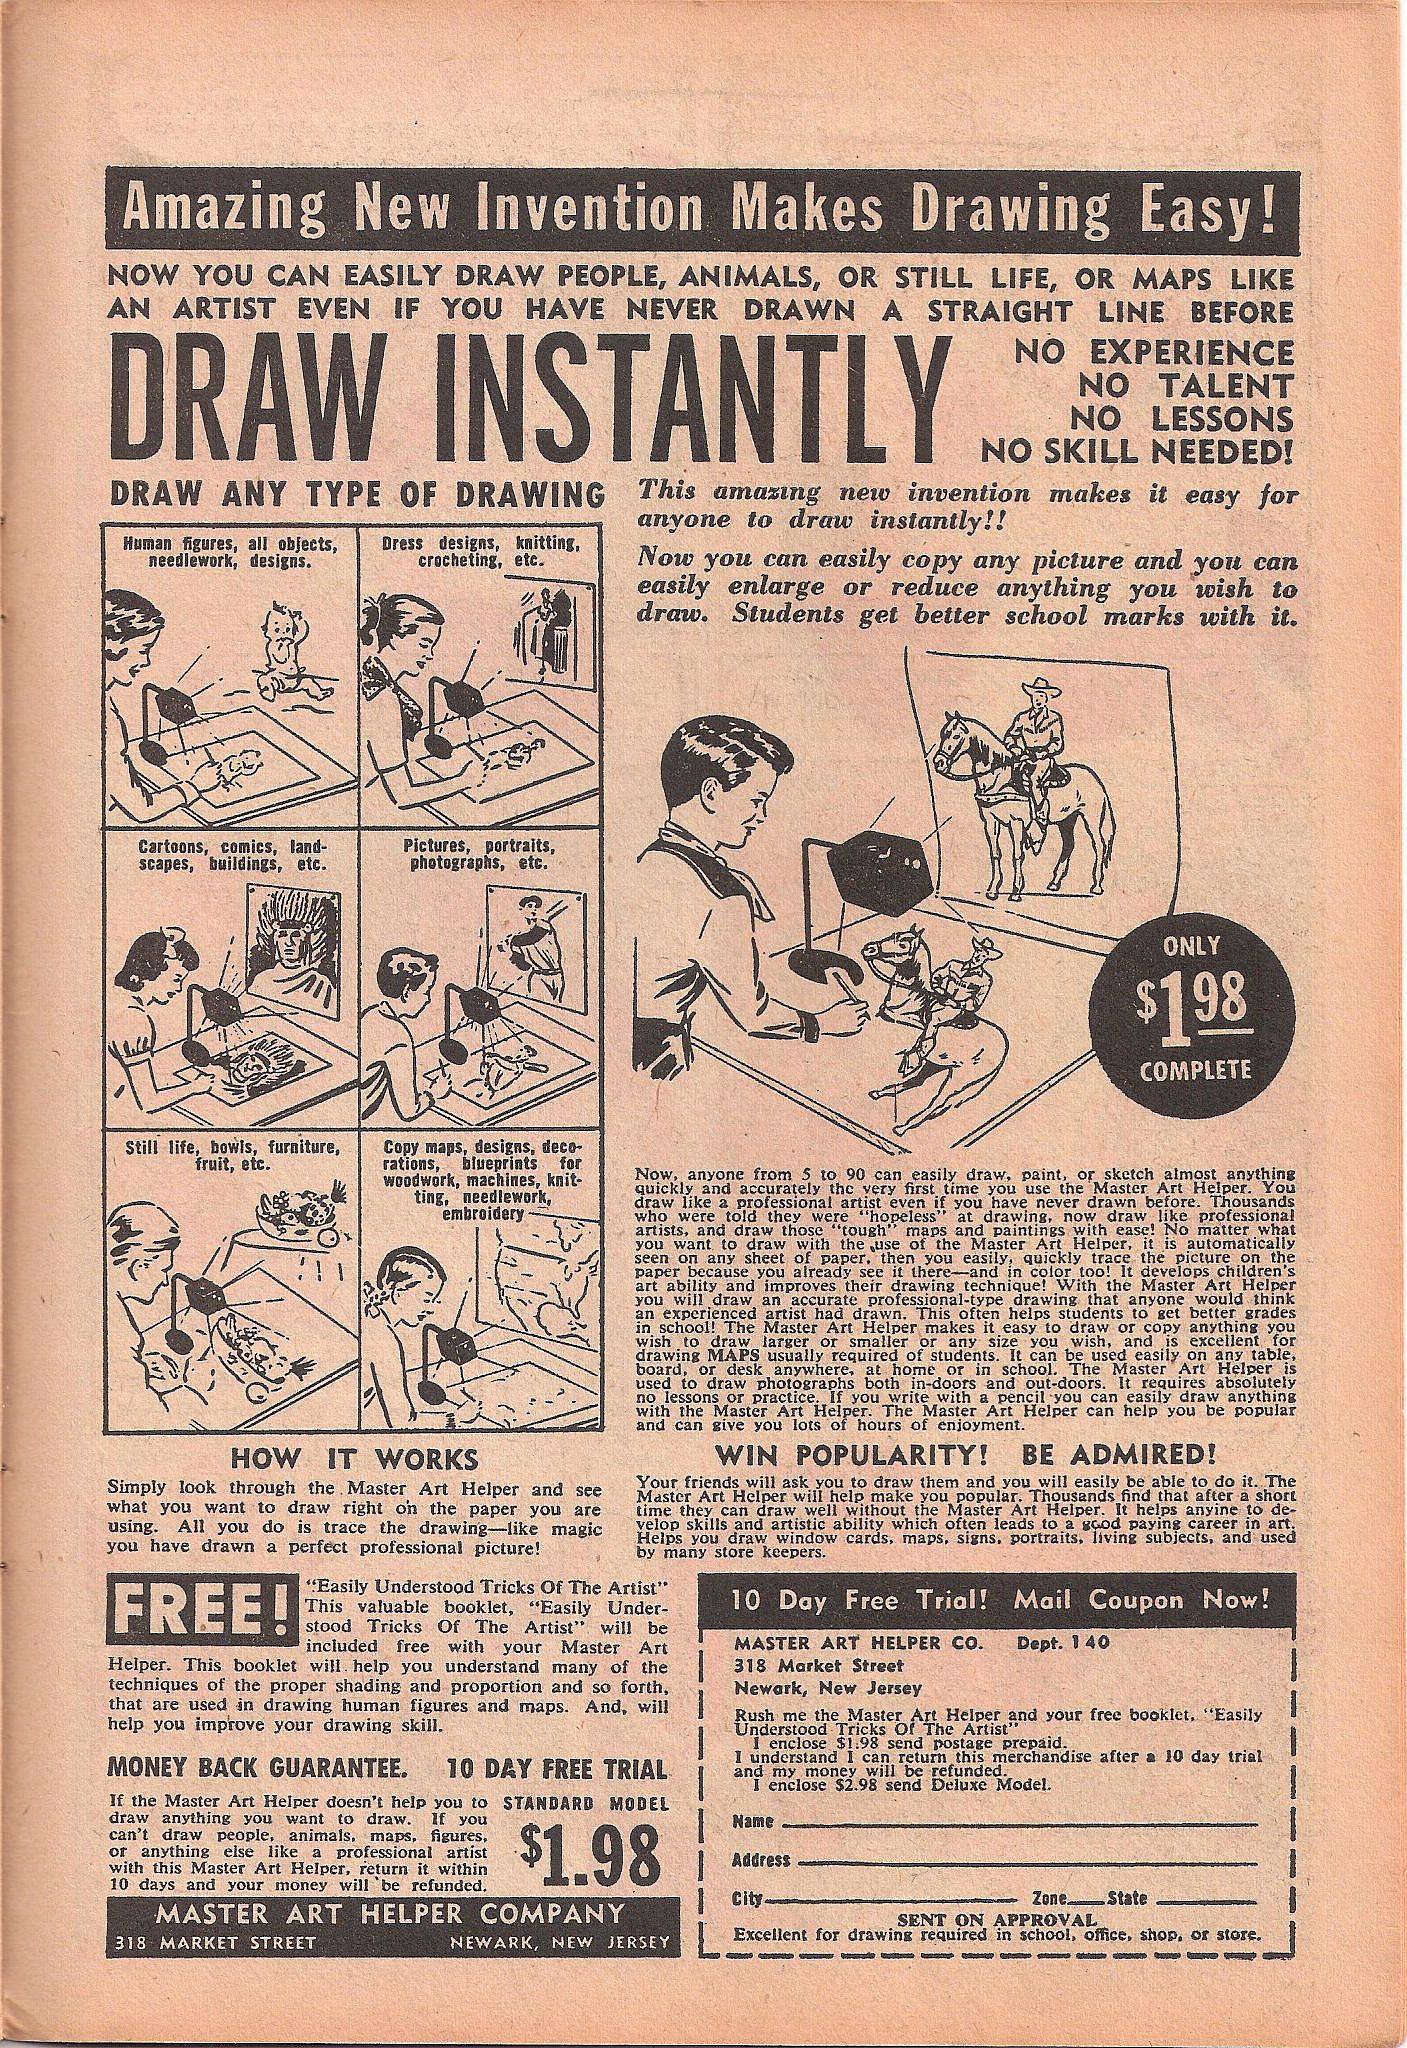 Amazing New Invention Makes Drawing Easy!
NOW YOU CAN EASILY DRAW PEOPLE, ANIMALS, OR STILL LIFE, OR MAPS LIKE
AN ARTIST EVEN IF YOU HAVE NEVER DRAWN A STRAIGHT LINE BEFORE
DRAW INSTANTLY
NO EXPERIENCE
NO TALENT
NO LESSONS
NO SKILL NEEDED!
DRAW ANY TYPE OF DRAWING
Human figures, all objects,
needlework, designs.
Dress designs, knitting,
crocheting, etc.
Cartoons, comics, land-
scapes, buildings, etc.
Pictures, portraits,
photographs, etc.
Still life, bowls, furniture,
fruit, etc.
Copy maps, designs, deco-
rations, blueprints for
woodwork, machines, knit-
ting, needlework,
embroidery
This amazing new invention makes it easy for
anyone to draw instantly!!
Now you can easily copy any picture and you can
easily enlarge or reduce anything you wish to
draw. Students get better school marks with it.
ONLY
$1.98
COMPLETE
Now, anyone from 5 to 90 can easily draw, paint, or sketch almost anything
quickly and accurately the very first time you use the Master Art Helper. You
draw like a professional artist even if you have never drawn before. Thousands
who were told they were "hopeless" at drawing, now draw like professional
artists, and draw those "tough" maps and paintings with ease! No matter what
you want to draw with the use of the Master Art Helper, it is automatically
seen on any sheet of paper, then you easily, quickly trace the picture on the
paper because you already see it there—and in color too! It develops children's
art ability and improves their drawing technique! With the Master Art Helper
you will draw an accurate professional-type drawing that anyone would think
an experienced artist had drawn. This often helps students to get better grades
in school! The Master Art Helper makes it easy to draw or copy anything you
wish to draw larger or smaller or any size you wish, and is excellent for
drawing MAPS usually required of students. It can be used easily on any table,
board, or desk anywhere, at home or in school. The Master Art Helper is
used to draw photographs both in-doors and out-doors. It requires absolutely
no lessons or practice. If you write with a pencil you can easily draw anything
with the Master Art Helper. The Master Art Helper can help you be popular
and can give you lots of hours of enjoyment.
HOW IT WORKS
Simply look through the Master Art Helper and see
what you want to draw right on the paper you are
using. All you do is trace the drawing—like magic
you have drawn a perfect professional picture!
WIN POPULARITY! BE ADMIRED!
Your friends will ask you to draw them and you will easily be able to do it. The
Master Art Helper will help make you popular. Thousands find that after a short
time they can draw well without the Master Art Helper. It helps anyine to de-
velop skills and artistic ability which often leads to a good paying career in art.
Helps you draw window cards, maps, signs, portraits, living subjects, and used
by many store keepers.
FREE!
"Easily Understood Tricks Of The Artist"
This valuable booklet, "Easily Under-
stood Tricks Of The Artist" will be
included free with your Master Art
Helper. This booklet will help you understand many of the
techniques of the proper shading and proportion and so forth,
that are used in drawing human figures and maps. And, will
help you improve your drawing skill.
MONEY BACK GUARANTEE. 10 DAY FREE TRIAL
If the Master Art Helper doesn't help you to
draw anything you want to draw. If you
can't draw people, animals, maps, figures,
or anything else like a professional artist
with this Master Art Helper, return it within
10 days and your money will be refunded.
STANDARD MODEL
$1.98
MASTER ART HELPER COMPANY
318 MARKET STREET NEWARK, NEW JERSEY
10 Day Free Trial! Mail Coupon Now!
MASTER ART HELPER CO. Dept. 140
318 Market Street
Newark, New Jersey
Rush me the Master Art Helper and your free booklet, "Easily
Understood Tricks Of The Artist"
I enclose $1.98 send postage prepaid.
I understand I can return this merchandise after a 10 day trial
and my money will be refunded.
I enclose $2.98 send Deluxe Model.
Name
Address
City Zone State
SENT ON APPROVAL
Excellent for drawing required in school, office, shop, or store.